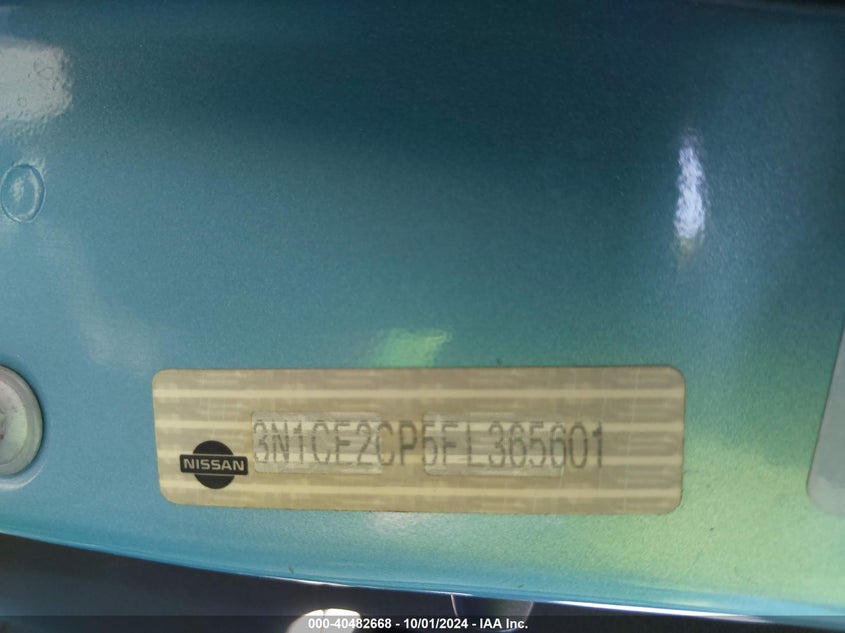 NISSAN
3N1CE2CP5FL365601
000-40482668 - 10/01/2024 - IAA Inc.